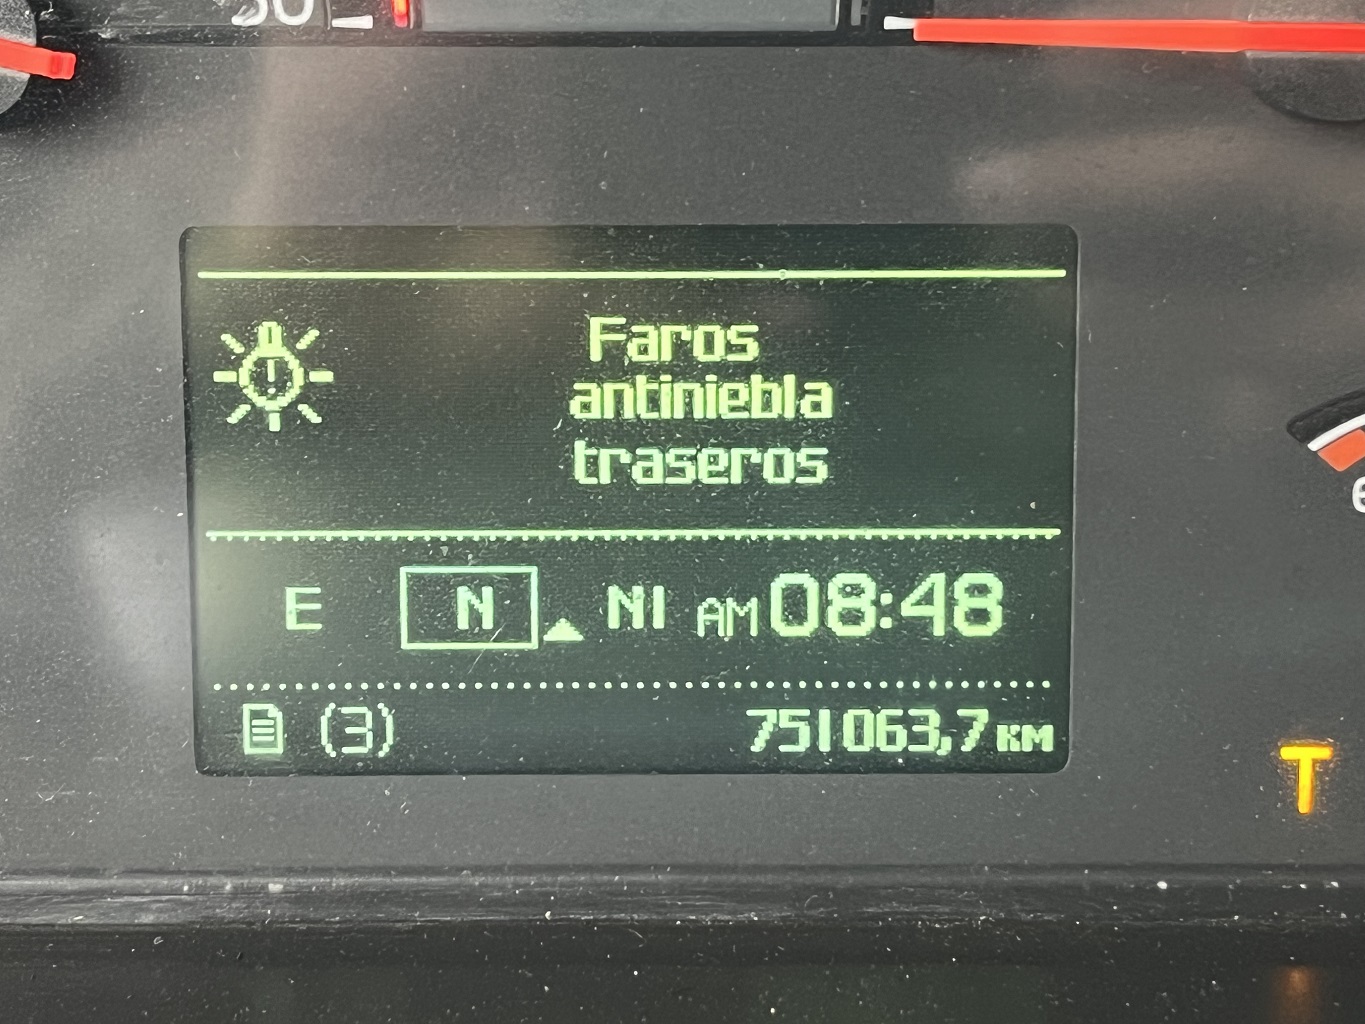 Faros
antiniebla
traseros
E N NI AM 08:48
(3) 751063,7 KM
T